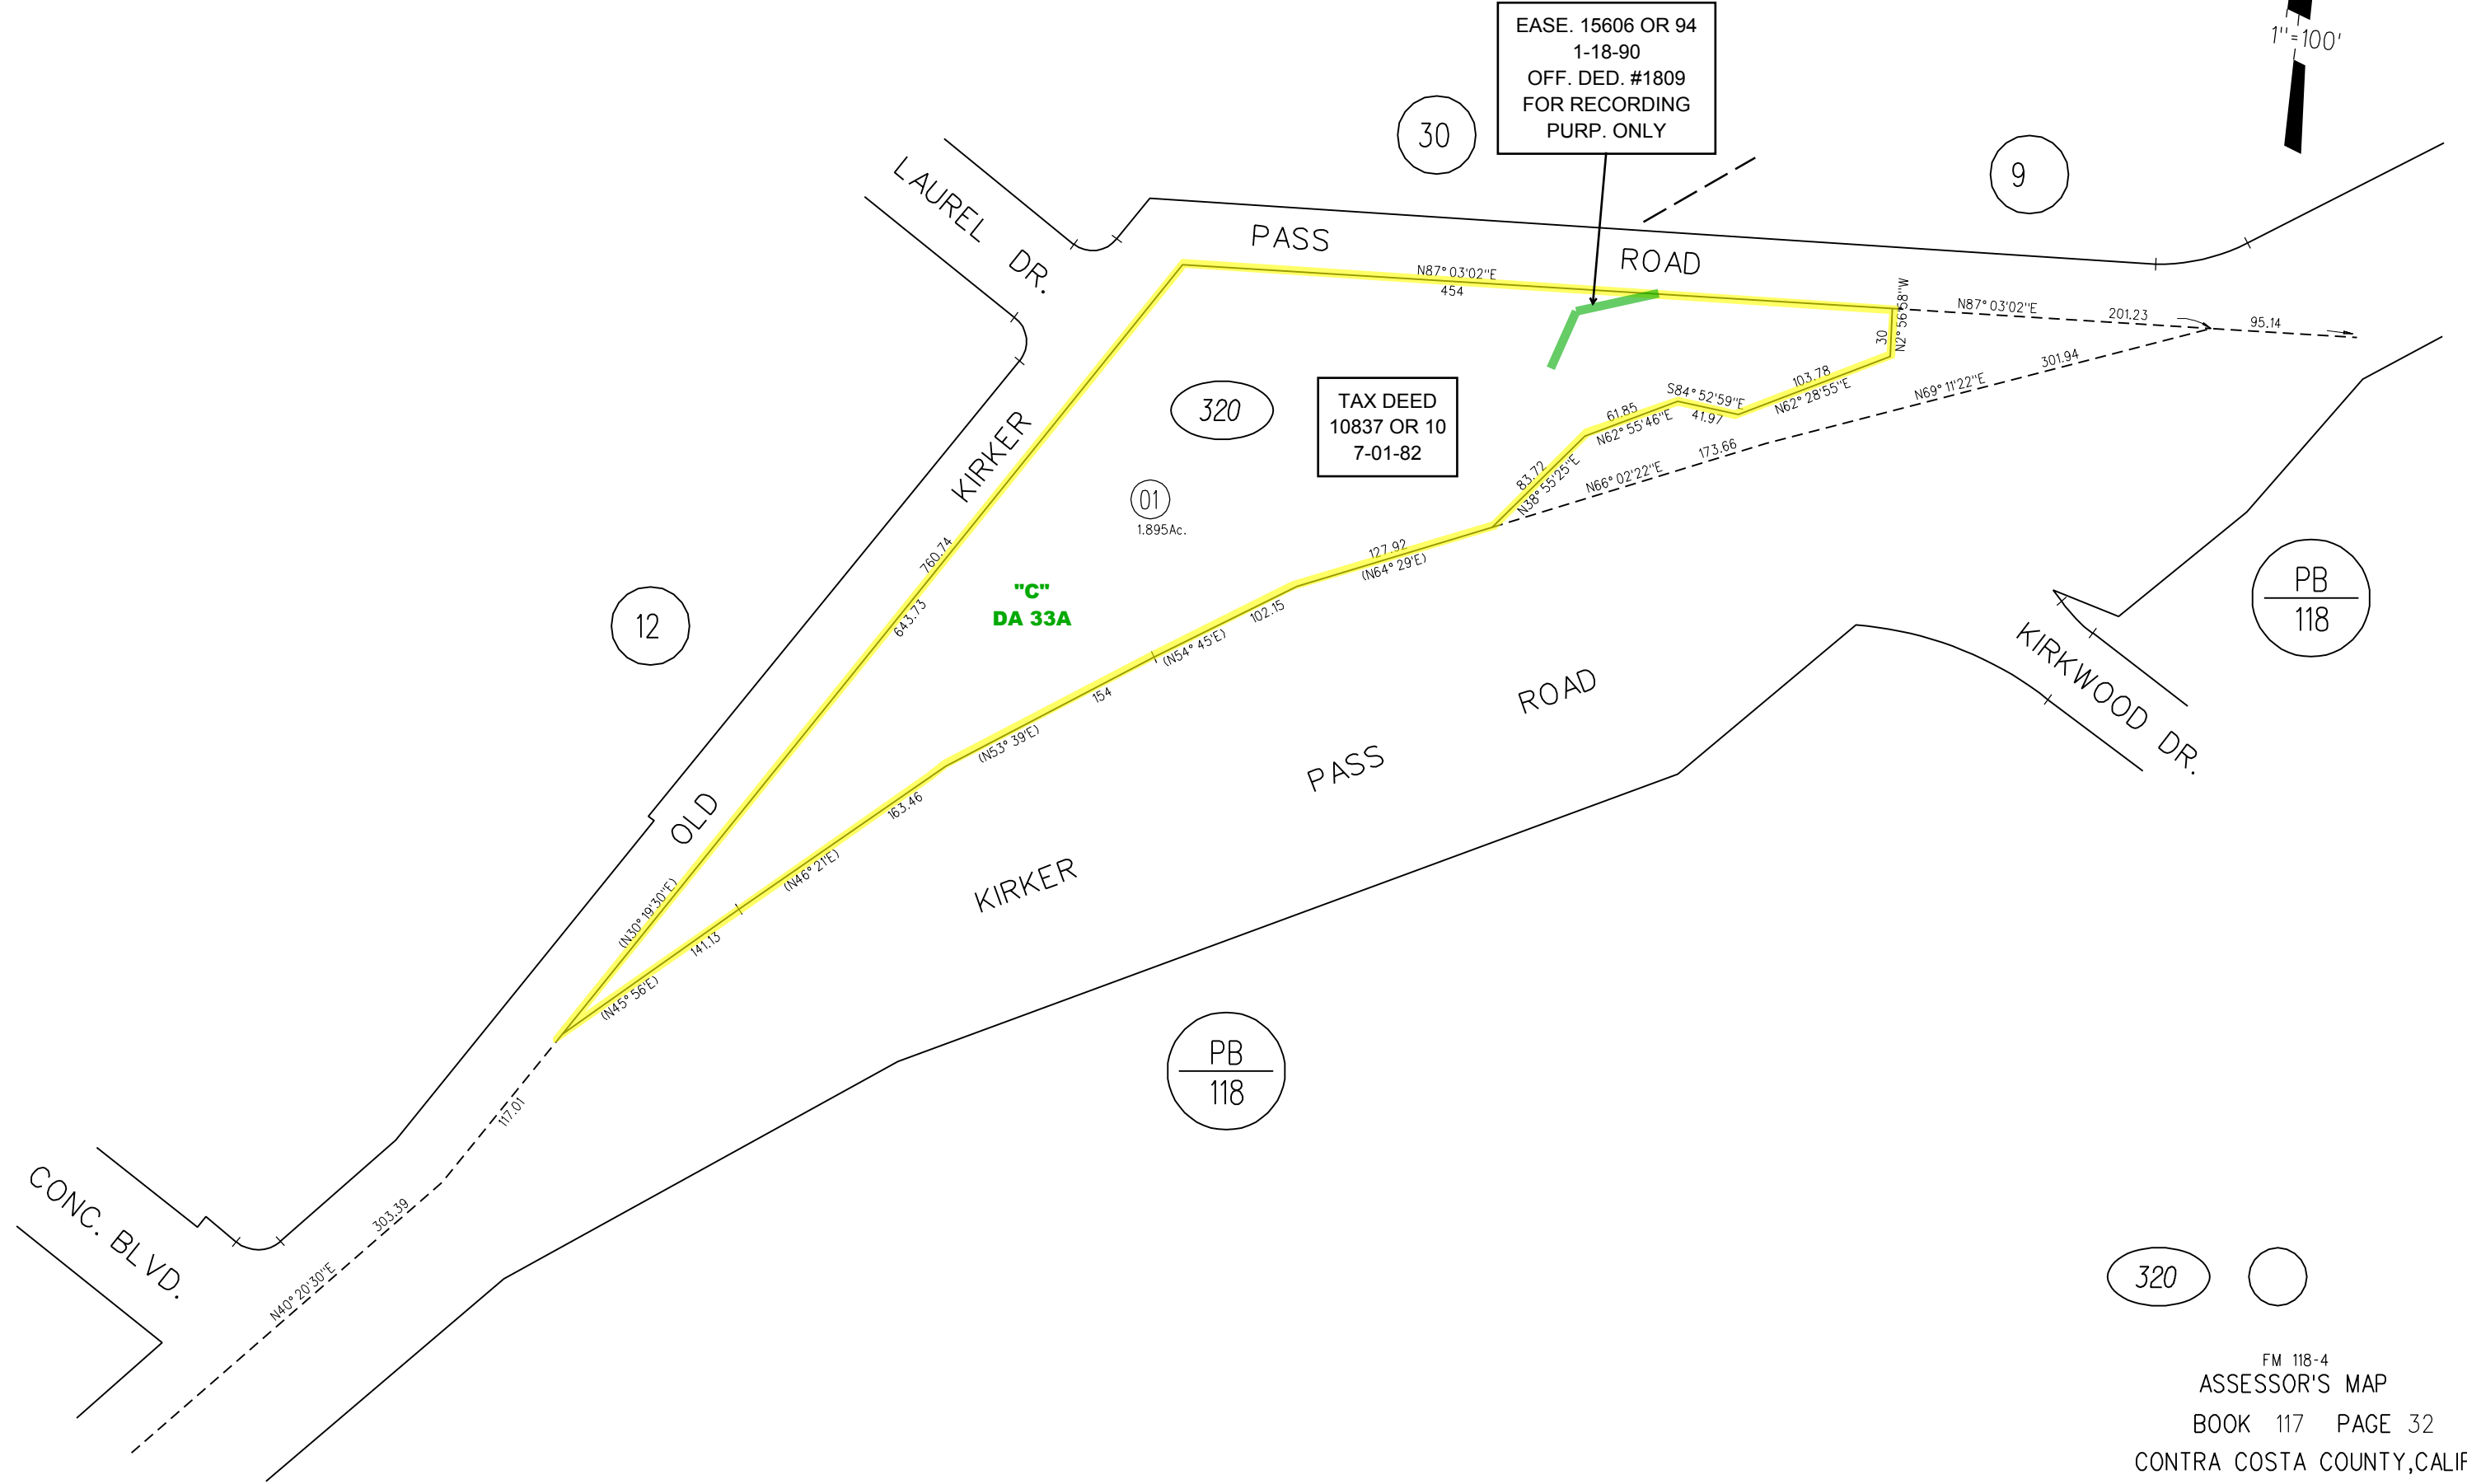 EASE. 15606 OR 94
1-18-90
OFF. DED. #1809
FOR RECORDING
PURP. ONLY
1"=100'
30
9
LAUREL DR.
PASS ROAD
N87° 03'02"E
454
N2° 56'58"W
30
N87° 03'02"E
201.23
95.14
301.94
N69° 11'22"E
103.78
N62° 28'55"E
S84° 52'59"E
41.97
61.85
N62° 55'46"E
320
TAX DEED
10837 OR 10
7-01-82
173.66
N66° 02'22"E
83.72
N38° 55'25"E
01
1.895Ac.
OLD KIRKER
760.74
643.73
(N30° 19'30"E)
"C"
DA 33A
12
127.92
(N64° 29'E)
102.15
(N54° 45'E)
154
(N53° 39'E)
163.46
(N46° 21'E)
141.13
(N45° 56'E)
PB
118
KIRKWOOD DR.
KIRKER PASS ROAD
PB
118
117.01
303.39
N40° 20'30"E
CONC. BLVD.
320
FM 118-4
ASSESSOR'S MAP
BOOK 117 PAGE 32
CONTRA COSTA COUNTY,CALIF